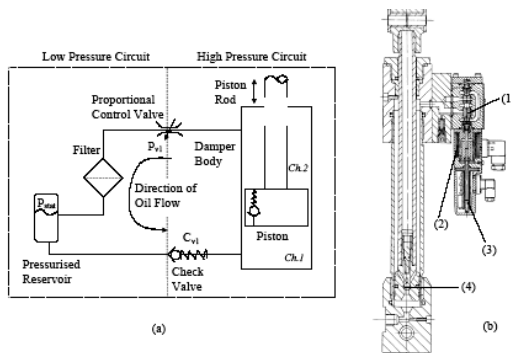 Low Pressure Circuit
High Pressure Circuit
Piston
Rod
Proportional
Control Valve
Filter
Pv1
Damper
Body
Ch.2
Direction of
Oil Flow
Pstat
Piston
Cv1
Pressurised
Reservoir
Check
Valve
Ch.1
(a)
(1
(2)
(3)
(4)
(b)